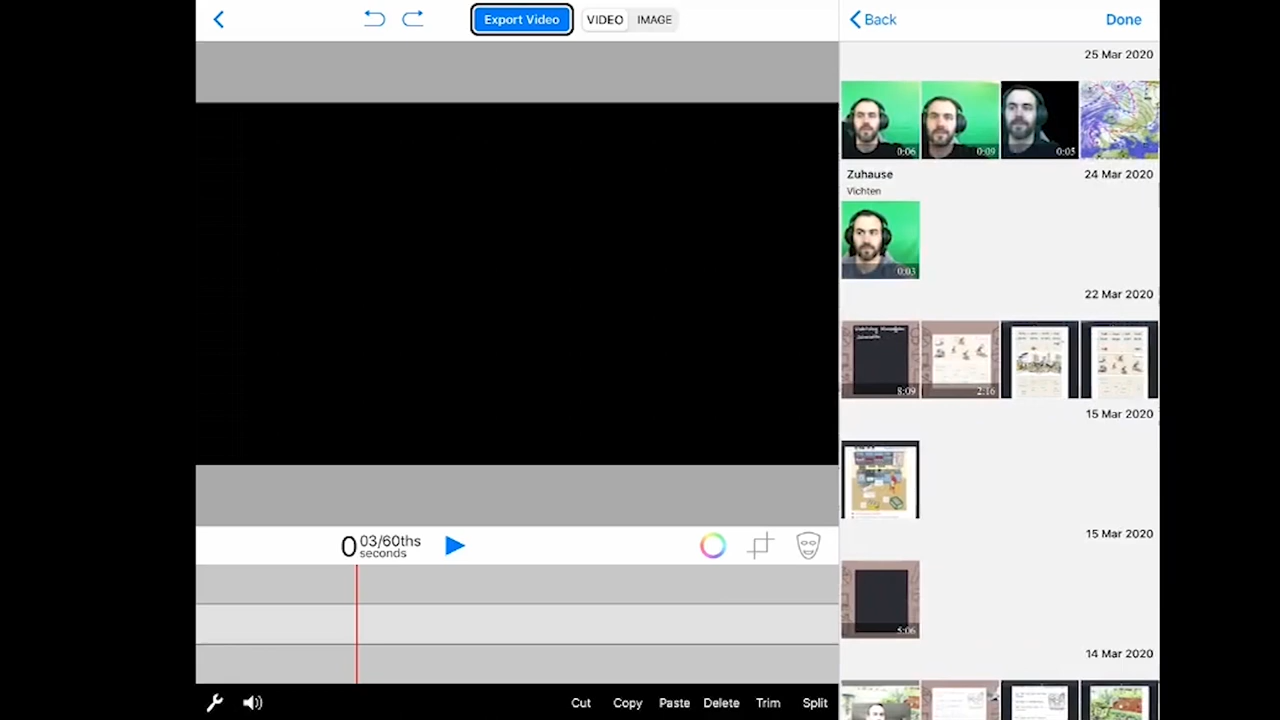 Export Video
VIDEO
IMAGE
Back
Done
25 Mar 2020
0:06
0:09
0:05
Zuhause
24 Mar 2020
Vichten
0:03
22 Mar 2020
8:09
2:16
15 Mar 2020
15 Mar 2020
5:06
14 Mar 2020
0 03/60ths
seconds
Cut
Copy
Paste
Delete
Trim
Split